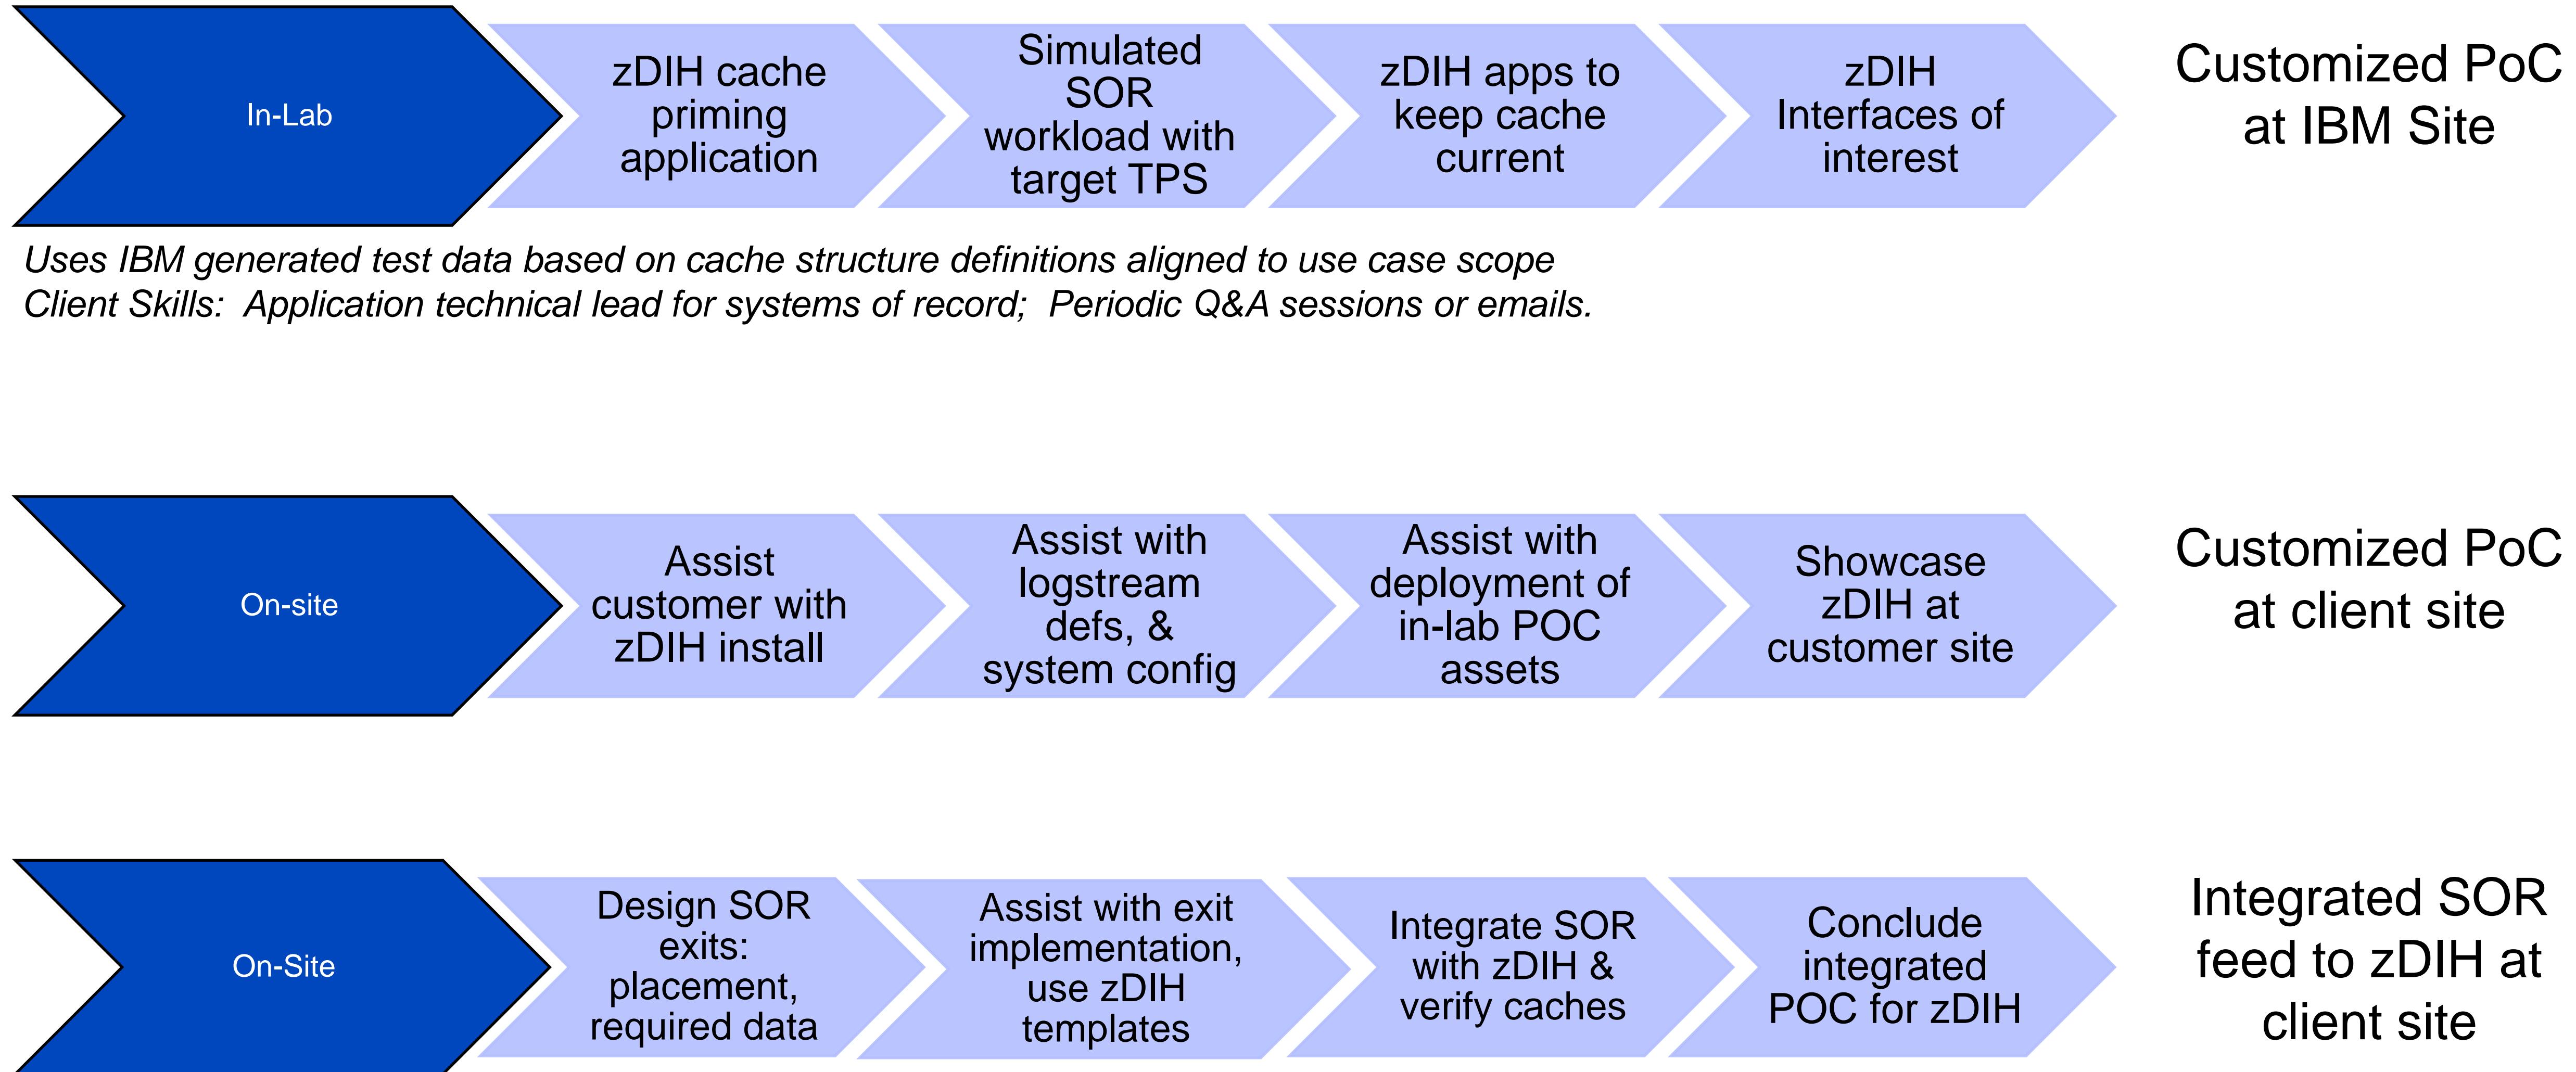 In-Lab
zDIH cache
priming
application
Simulated
SOR
workload with
target TPS
zDIH apps to
keep cache
current
zDIH
Interfaces of
interest
Customized PoC
at IBM Site
Uses IBM generated test data based on cache structure definitions aligned to use case scope
Client Skills:  Application technical lead for systems of record;  Periodic Q&A sessions or emails.
On-site
Assist
customer with
zDIH install
Assist with
logstream
defs, &
system config
Assist with
deployment of
in-lab POC
assets
Showcase
zDIH at
customer site
Customized PoC
at client site
On-Site
Design SOR
exits:
placement,
required data
Assist with exit
implementation,
use zDIH
templates
Integrate SOR
with zDIH &
verify caches
Conclude
integrated
POC for zDIH
Integrated SOR
feed to zDIH at
client site